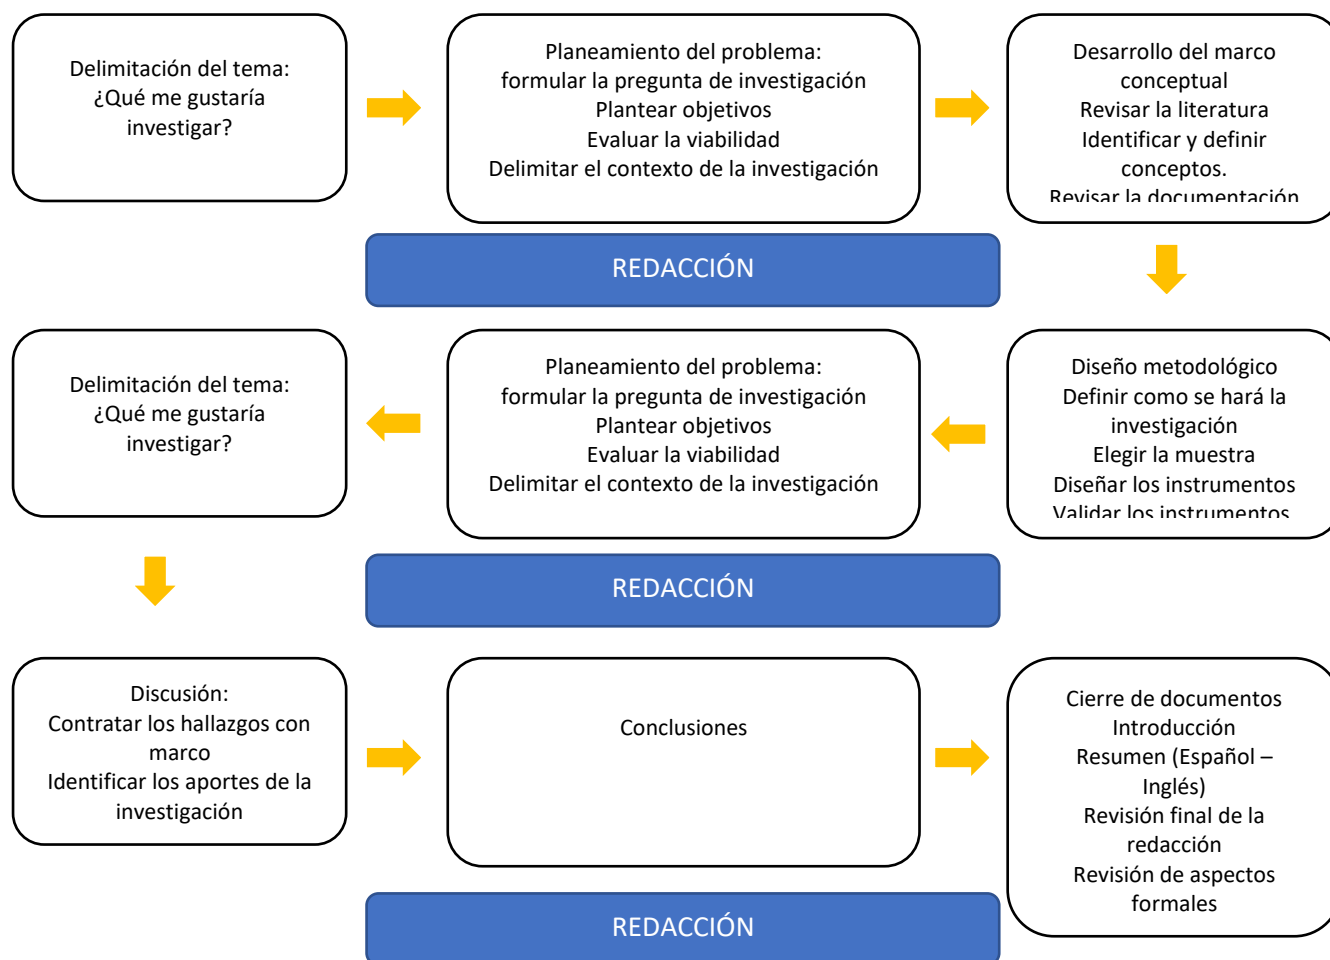 Delimitación del tema:
¿Qué me gustaría
investigar?
Planeamiento del problema:
formular la pregunta de investigación
Plantear objetivos
Evaluar la viabilidad
Delimitar el contexto de la investigación
Desarrollo del marco
conceptual
Revisar la literatura
Identificar y definir
conceptos.
Revisar la documentación
REDACCIÓN
Delimitación del tema:
¿Qué me gustaría
investigar?
Planeamiento del problema:
formular la pregunta de investigación
Plantear objetivos
Evaluar la viabilidad
Delimitar el contexto de la investigación
Diseño metodológico
Definir como se hará la
investigación
Elegir la muestra
Diseñar los instrumentos
Validar los instrumentos
REDACCIÓN
Discusión:
Contratar los hallazgos con
marco
Identificar los aportes de la
investigación
Conclusiones
Cierre de documentos
Introducción
Resumen (Español –
Inglés)
Revisión final de la
redacción
Revisión de aspectos
formales
REDACCIÓN